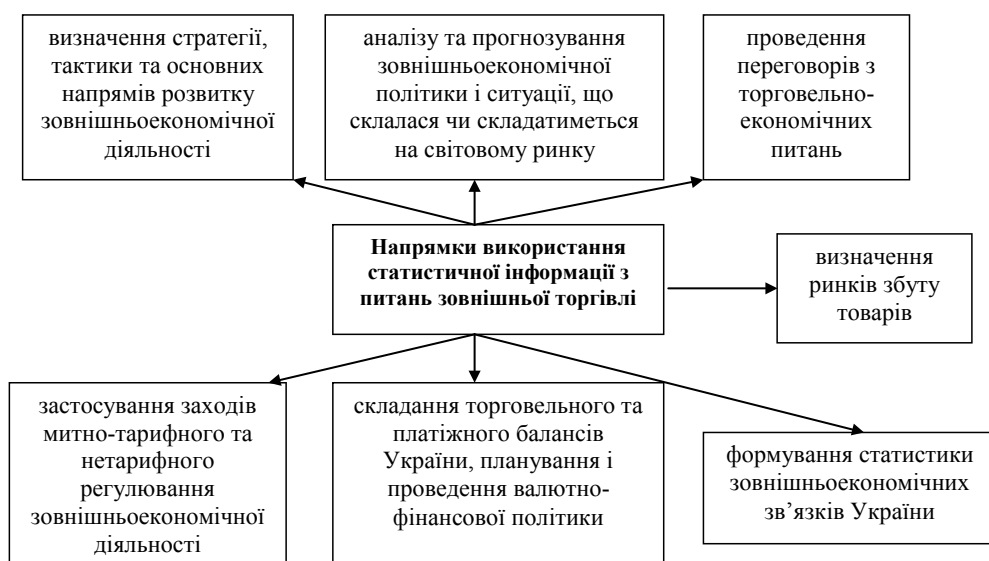 визначення стратегії,
тактики та основних
напрямів розвитку
зовнішньоекономічної
діяльності
аналізу та прогнозування
зовнішньоекономічної
політики і ситуації, що
склалася чи складатиметься
на світовому ринку
проведення
переговорів з
торговельно-
економічних
питань
Напрямки використання
статистичної інформації з
питань зовнішньої торгівлі
визначення
ринків збуту
товарів
застосування заходів
митно-тарифного та
нетарифного
регулювання
зовнішньоекономічної
діяльності
складання торговельного та
платіжного балансів
України, планування і
проведення валютно-
фінансової політики
формування статистики
зовнішньоекономічних
зв’язків України